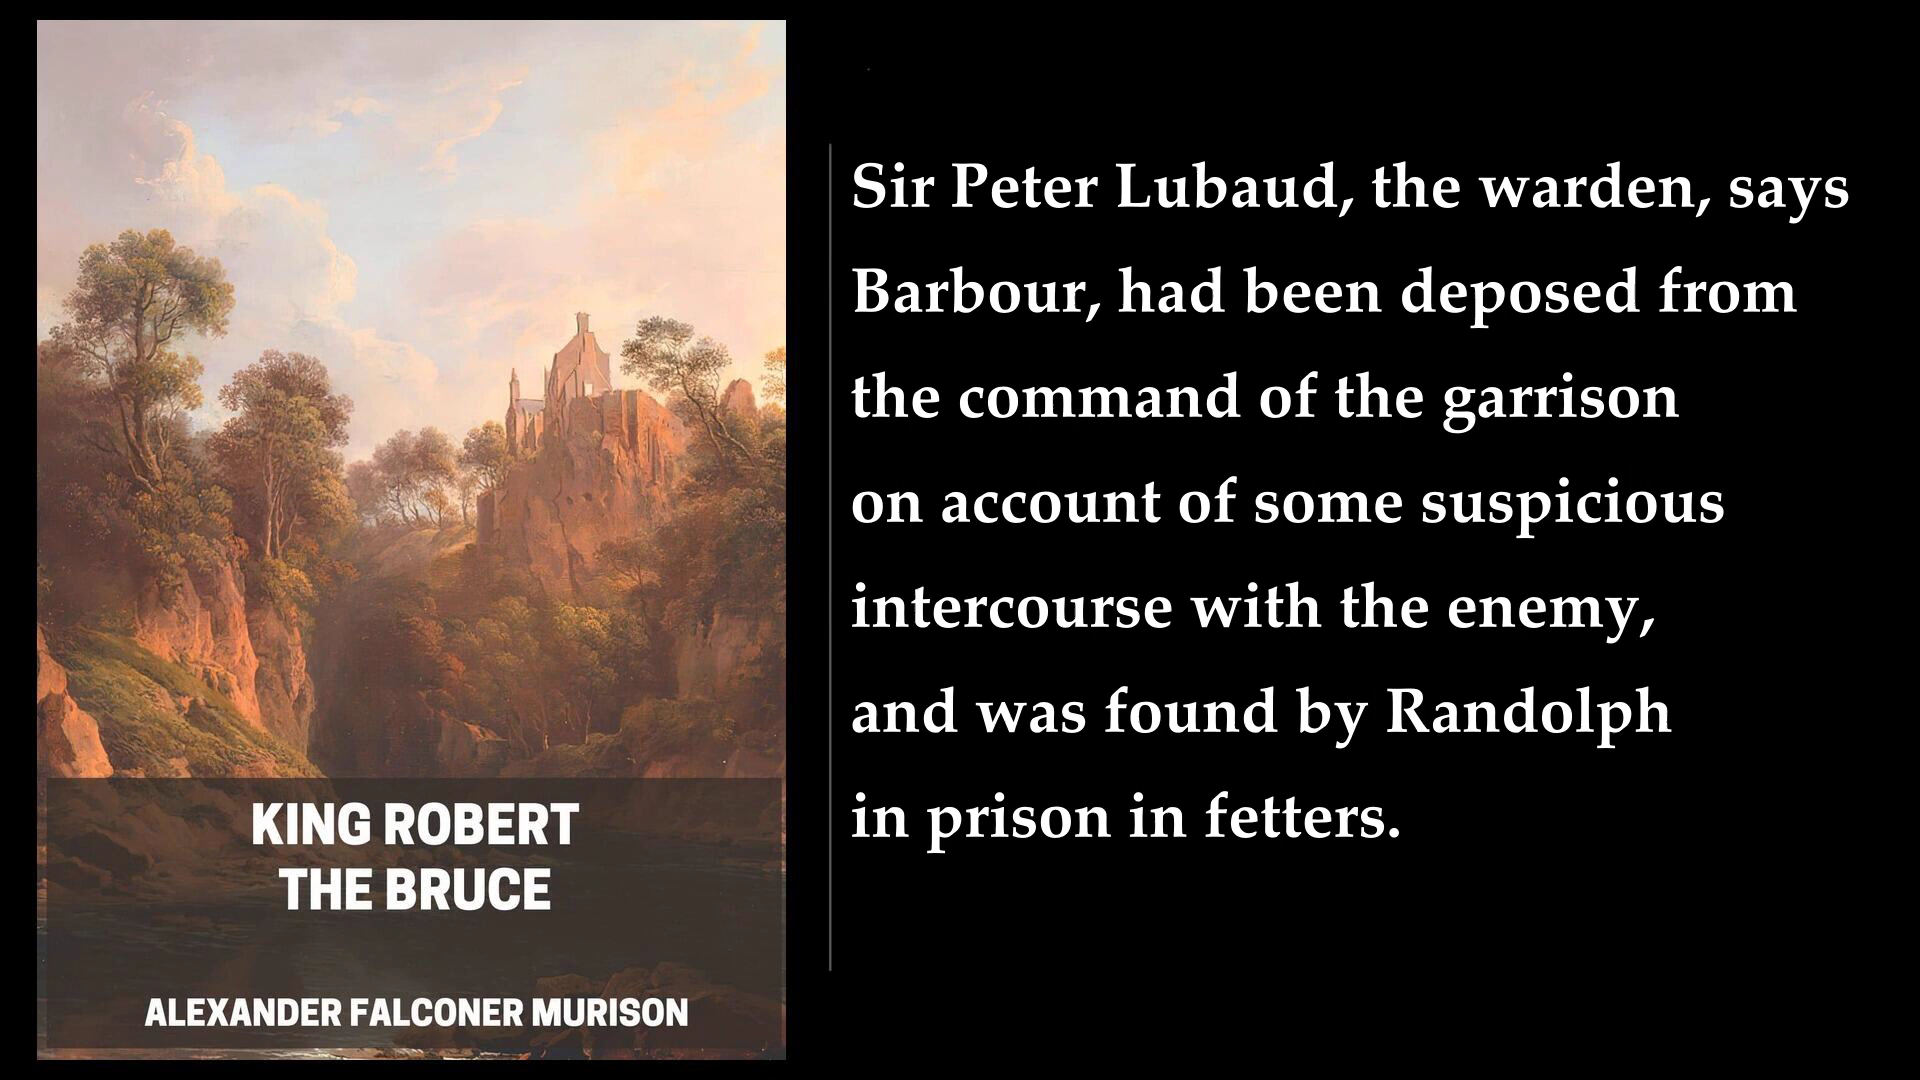 KING ROBERT
THE BRUCE
ALEXANDER FALCONER MURISON
Sir Peter Lubaud, the warden, says
Barbour, had been deposed from
the command of the garrison
on account of some suspicious
intercourse with the enemy,
and was found by Randolph
in prison in fetters.